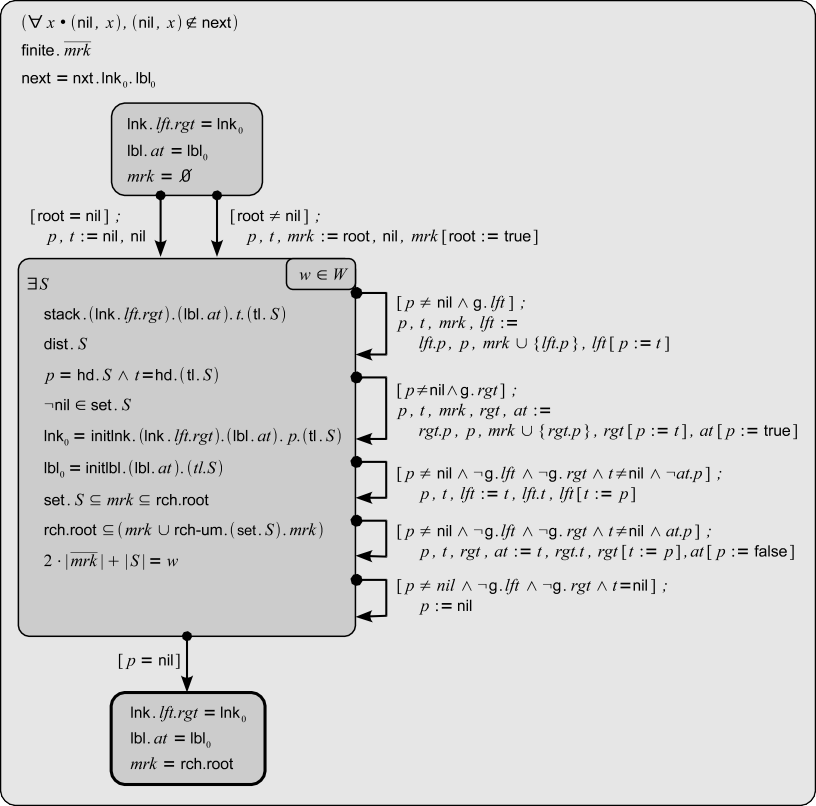 (∀ x • (nil, x), (nil, x) ∉ next)
finite. m̅r̅k̅
next = nxt. lnk₀. lbl₀
lnk. lft.rgt = lnk₀
lbl. at = lbl₀
mrk = Ø
[root = nil] ;
p, t := nil, nil
[root ≠ nil] ;
p, t, mrk := root, nil, mrk[root := true]
w ∈ W
∃S
stack.(lnk. lft.rgt).(lbl.at).t.(tl. S)
dist. S
p = hd. S ∧ t=hd.(tl.S)
¬nil ∈ set. S
lnk₀ = initlnk. (lnk. lft.rgt).(lbl.at). p.(tl.S)
lbl₀ = initlbl. (lbl.at).(tl.S)
set. S ⊆ mrk ⊆ rch.root
rch.root ⊆ (mrk ∪ rch-um. (set. S). mrk)
2 · |m̅r̅k̅| + |S| = w
[p ≠ nil ∧ g. lft] ;
p, t, mrk, lft :=
lft.p, p, mrk ∪ {lft.p}, lft[ p := t]
[p≠nil∧g. rgt] ;
p, t, mrk, rgt, at :=
rgt.p, p, mrk ∪ {rgt.p}, rgt[ p := t], at[ p := true]
[p ≠ nil ∧ ¬g. lft ∧ ¬g. rgt ∧ t≠nil ∧ ¬at.p] ;
p, t, lft := t, lft.t, lft[t := p]
[p ≠ nil ∧ ¬g. lft ∧ ¬g. rgt ∧ t≠nil ∧ at.p] ;
p, t, rgt, at := t, rgt.t, rgt[t := p],at[ p := false]
[p ≠ nil ∧ ¬g. lft ∧ ¬g. rgt ∧ t=nil] ;
p := nil
[p = nil]
lnk. lft.rgt = lnk₀
lbl. at = lbl₀
mrk = rch.root